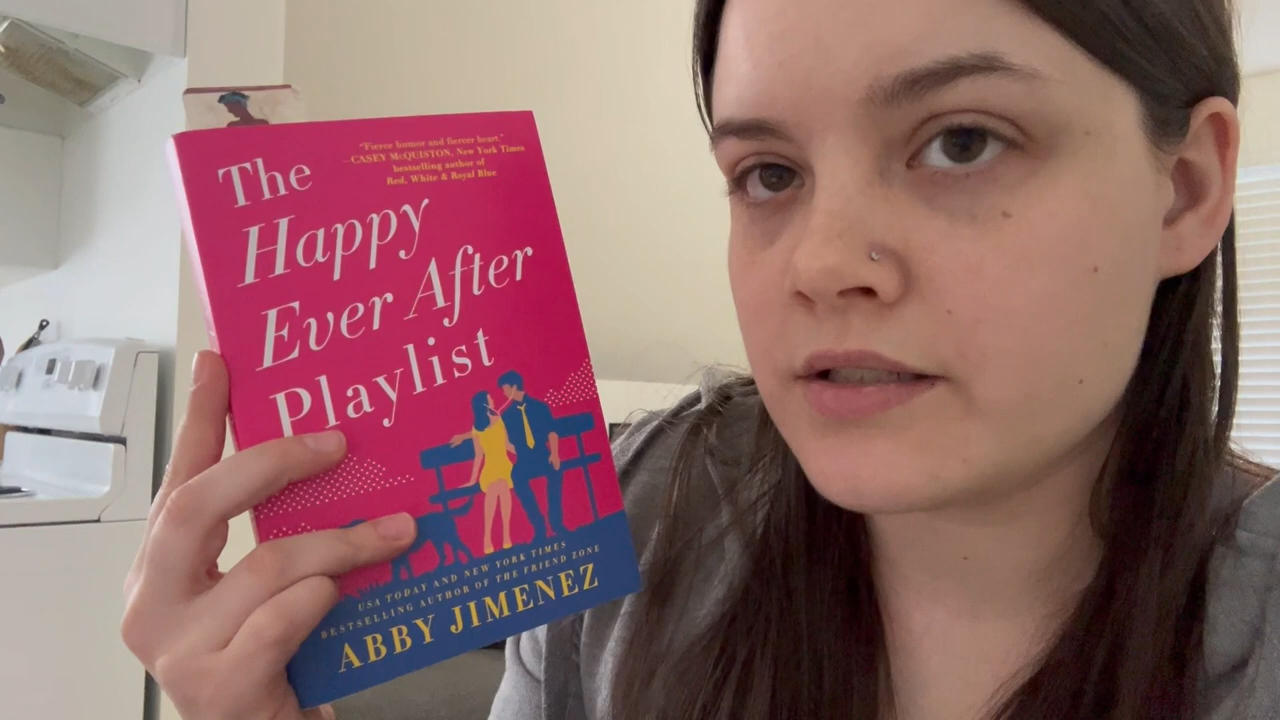 "Fierce humor and fiercer heart."
—CASEY McQUISTON, New York Times
bestselling author of
Red, White & Royal Blue
The
Happy
Ever After
Playlist
USA TODAY AND NEW YORK TIMES
BESTSELLING AUTHOR OF THE FRIEND ZONE
ABBY JIMENEZ